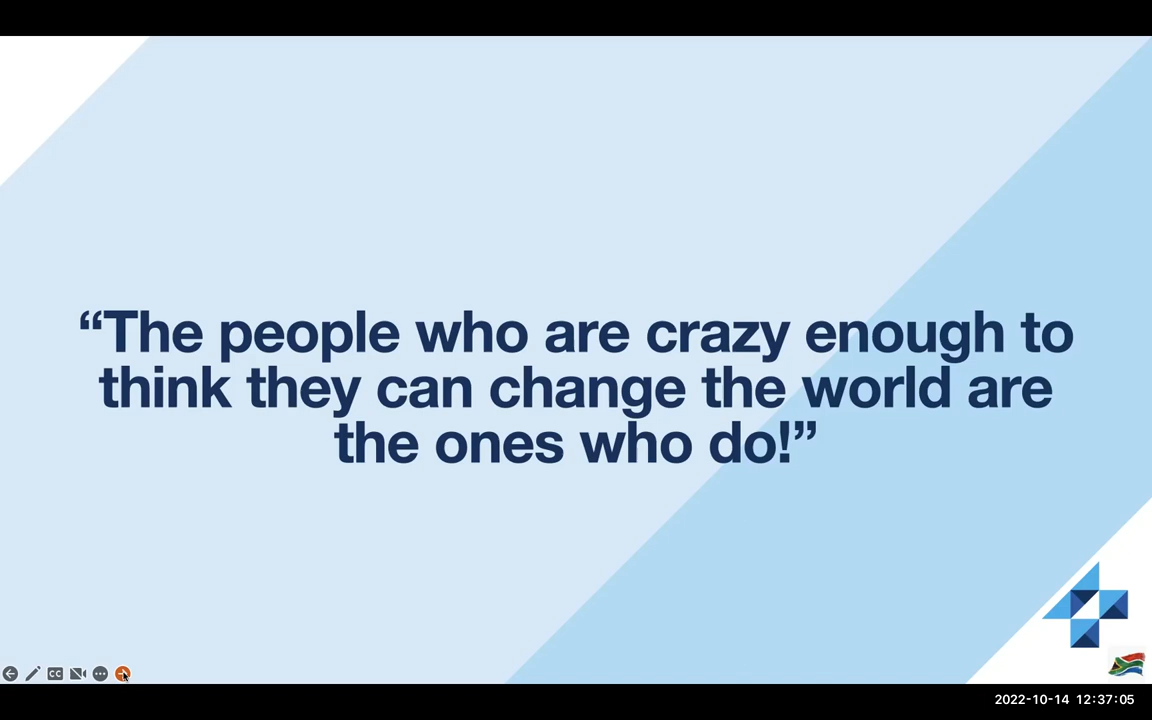 “The people who are crazy enough to
think they can change the world are
the ones who do!”
CC
2022-10-14 12:37:05